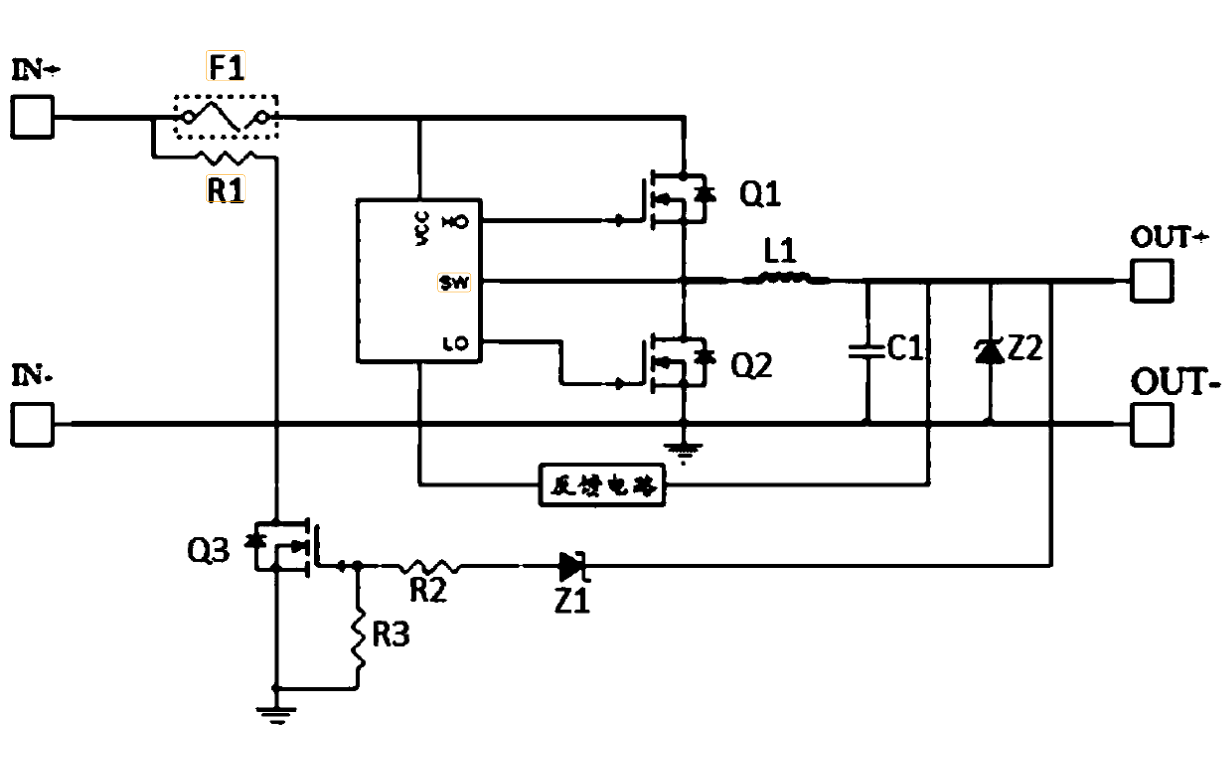 IN+
F1
R1
VCC
HO
SW
LO
Q1
L1
OUT+
Q2
C1
Z2
IN-
OUT-
反馈电路
Q3
R2
Z1
R3